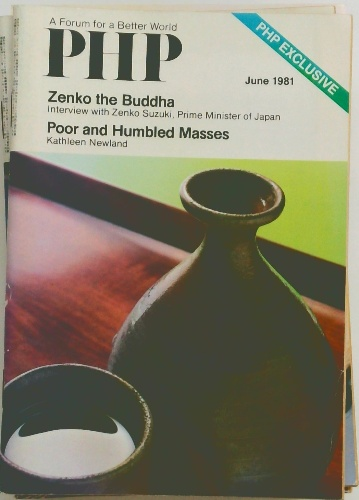 A Forum for a Better World
PHP
PHP EXCLUSIVE
June 1981
Zenko the Buddha
Interview with Zenko Suzuki, Prime Minister of Japan
Poor and Humbled Masses
Kathleen Newland